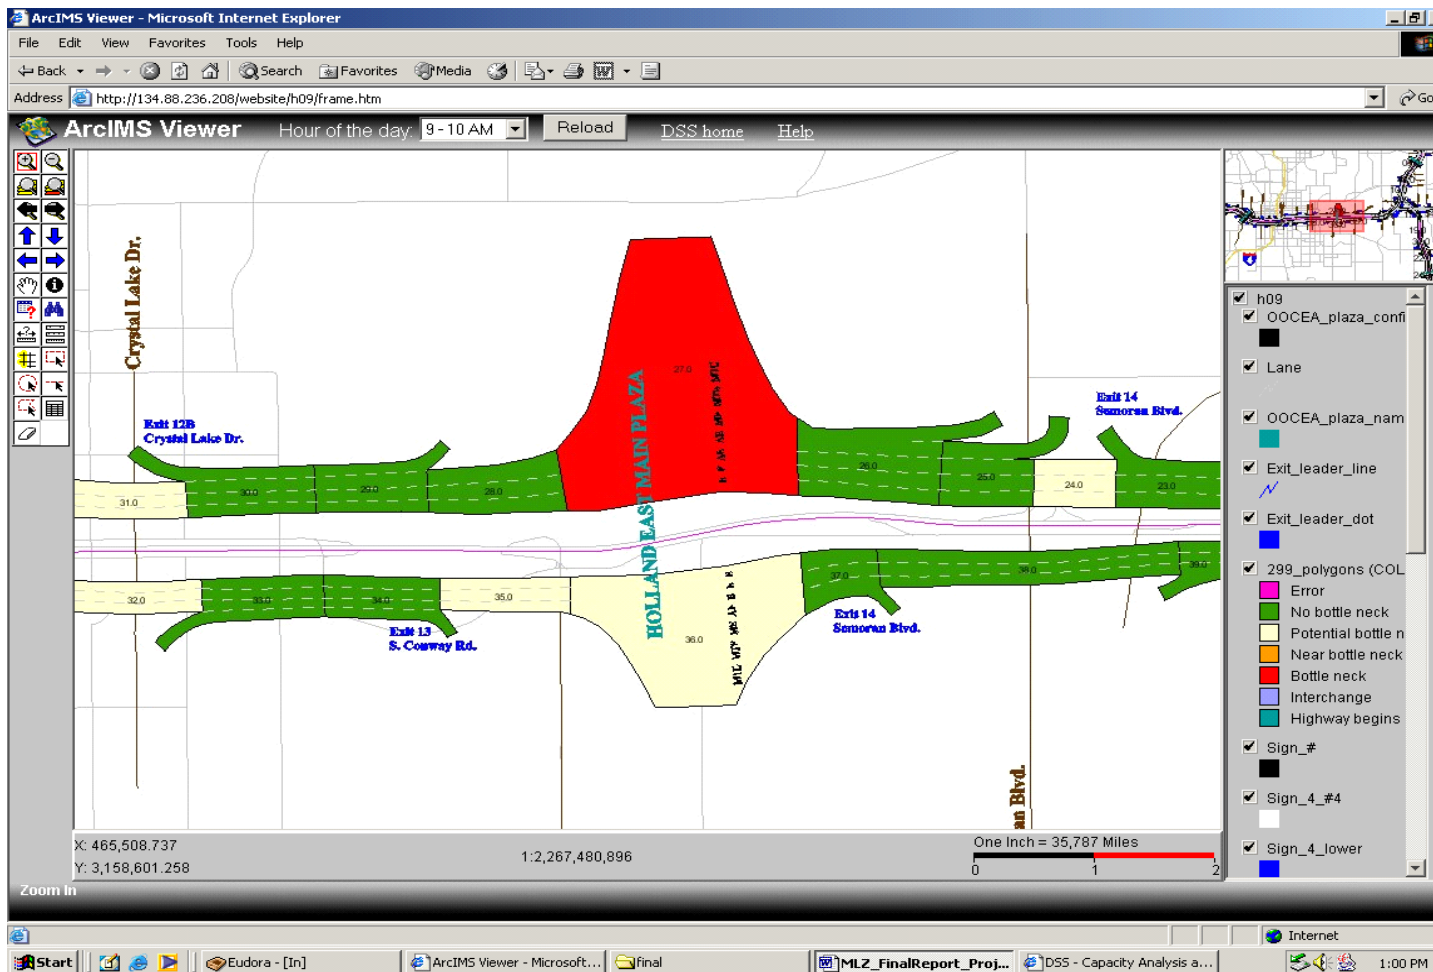 ArcIMS Viewer - Microsoft Internet Explorer
File Edit View Favorites Tools Help
Back Search Favorites Media
Address http://134.88.236.208/website/h09/frame.htm Go
ArcIMS Viewer Hour of the day: 9 - 10 AM Reload DSS home Help
Crystal Lake Dr.
Exit 12B
Crystal Lake Dr.
Exit 14
Semoran Blvd.
HOLLAND EAST MAIN PLAZA
27.0
31.0
30.0
29.0
28.0
26.0
25.0
24.0
23.0
32.0
33.0
34.0
35.0
36.0
37.0
38.0
39.0
Exit 13
S. Conway Rd.
Exit 14
Semoran Blvd.
an Blvd.
h09
OOCEA_plaza_confi
Lane
OOCEA_plaza_nam
Exit_leader_line
Exit_leader_dot
299_polygons (COL
Error
No bottle neck
Potential bottle n
Near bottle neck
Bottle neck
Interchange
Highway begins
Sign_#
Sign_4_#4
Sign_4_lower
X: 465,508.737
Y: 3,158,601.258
1:2,267,480,896
One Inch = 35,787 Miles
0 1 2
Zoom In
Internet
Start Eudora - [In] ArcIMS Viewer - Microsoft... final MLZ_FinalReport_Proj... DSS - Capacity Analysis a... 1:00 PM